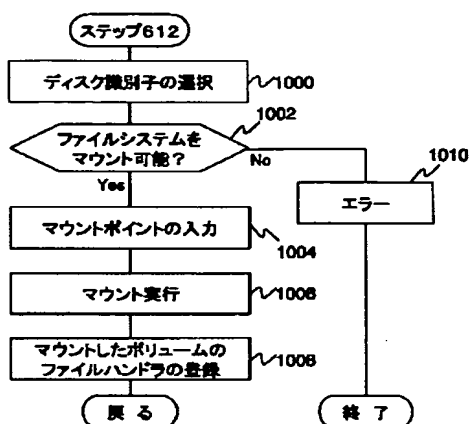 ステップ612
ディスク識別子の選択
1000
ファイルシステムを
マウント可能？
1002
No
Yes
1010
エラー
マウントポイントの入力
1004
マウント実行
1006
マウントしたボリュームの
ファイルハンドラの登録
1008
戻る
終了